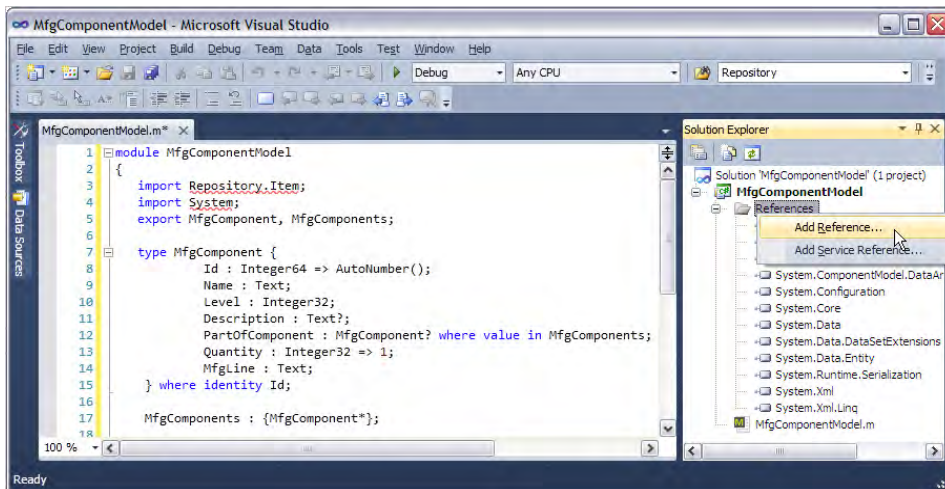 MfgComponentModel - Microsoft Visual Studio
File Edit View Project Build Debug Team Data Tools Test Window Help
Debug Any CPU Repository
MfgComponentModel.m*
Toolbox
Data Sources
1 module MfgComponentModel
2 {
3 import Repository.Item;
4 import System;
5 export MfgComponent, MfgComponents;
6
7 type MfgComponent {
8 Id : Integer64 => AutoNumber();
9 Name : Text;
10 Level : Integer32;
11 Description : Text?;
12 PartOfComponent : MfgComponent? where value in MfgComponents;
13 Quantity : Integer32 => 1;
14 MfgLine : Text;
15 } where identity Id;
16
17 MfgComponents : {MfgComponent*};
18
100 %
Solution Explorer
Solution 'MfgComponentModel' (1 project)
MfgComponentModel
References
Add Reference...
Add Service Reference...
System.ComponentModel.DataAr
System.Configuration
System.Core
System.Data
System.Data.DataSetExtensions
System.Data.Entity
System.Runtime.Serialization
System.Xml
System.Xml.Linq
MfgComponentModel.m
Ready